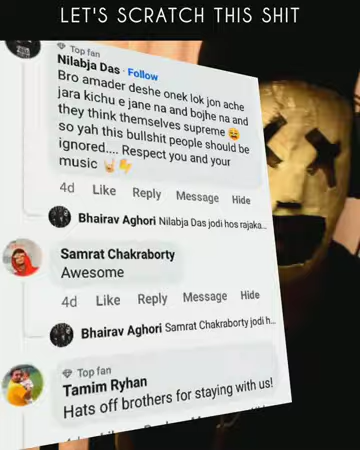 LET'S SCRATCH THIS SHIT
Top fan
Nilabja Das · Follow
Bro amader deshe onek lok jon ache
jara kichu e jane na and bojhe na and
they think themselves supreme 😆
so yah this bullshit people should be
ignored.... Respect you and your
music 🤘👋
4d Like Reply Message Hide
Bhairav Aghori Nilabja Das jodi hos rajaka...
Samrat Chakraborty
Awesome
4d Like Reply Message Hide
Bhairav Aghori Samrat Chakraborty jodi h...
Top fan
Tamim Ryhan
Hats off brothers for staying with us!